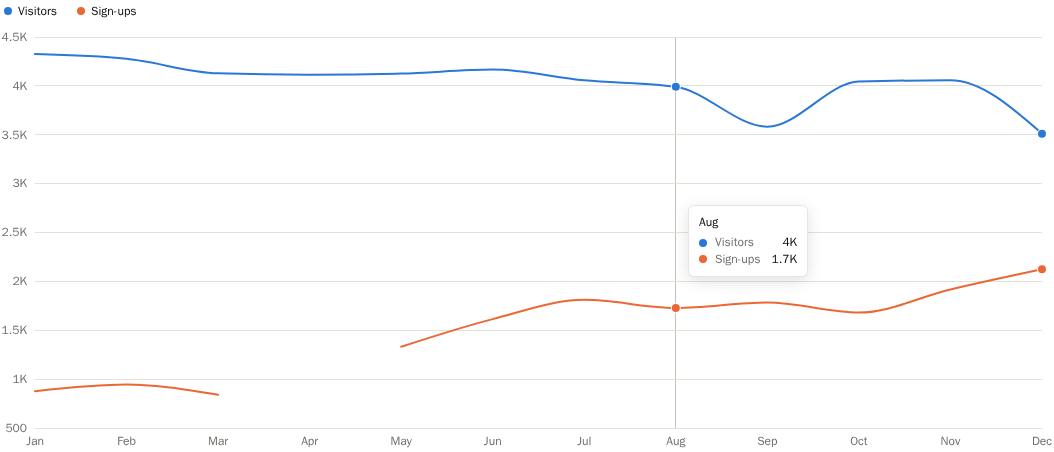 Visitors Sign-ups
4.5K
4K
3.5K
3K
2.5K
2K
1.5K
1K
500
Aug
Visitors 4K
Sign-ups 1.7K
Jan Feb Mar Apr May Jun Jul Aug Sep Oct Nov Dec